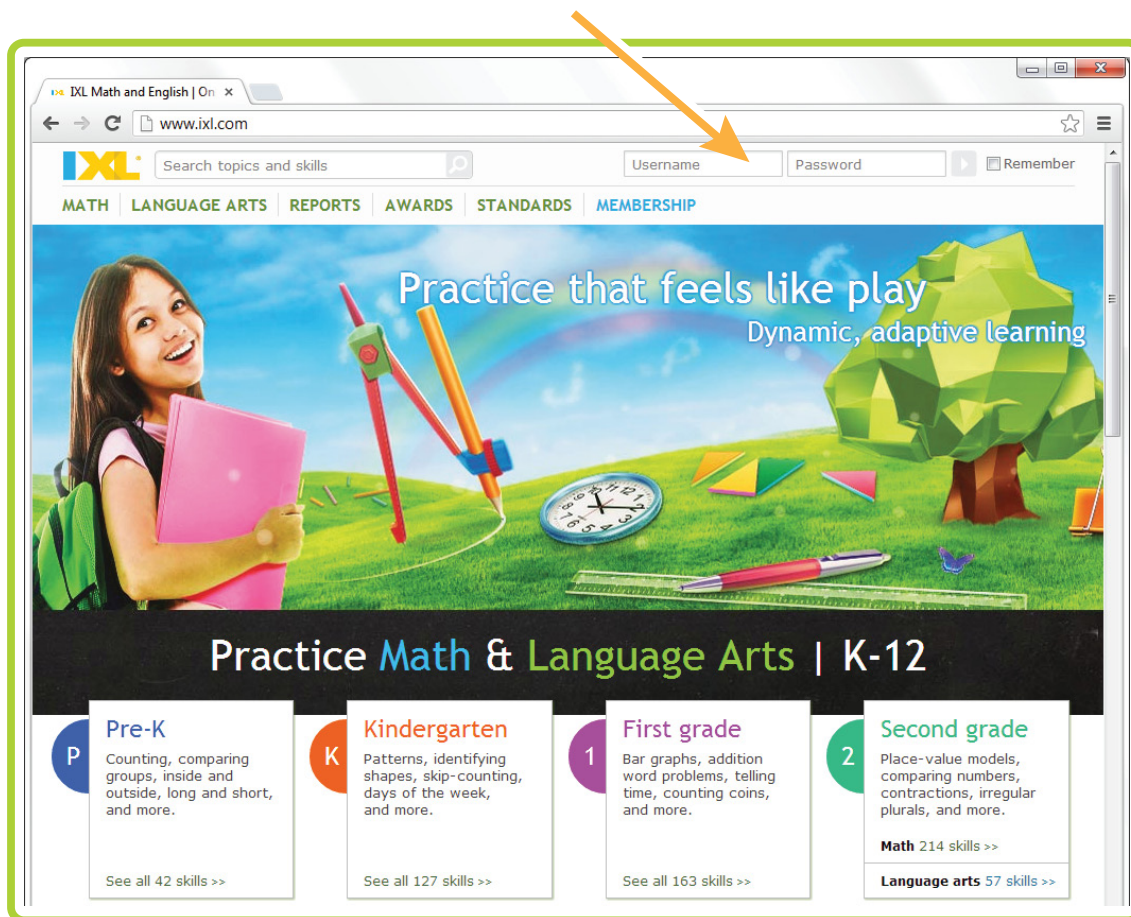 IXL Math and English | On
www.ixl.com
IXL
Search topics and skills
Username
Password
Remember
MATH
LANGUAGE ARTS
REPORTS
AWARDS
STANDARDS
MEMBERSHIP
Practice that feels like play
Dynamic, adaptive learning
Practice Math & Language Arts | K-12
P
Pre-K
Counting, comparing
groups, inside and
outside, long and short,
and more.
See all 42 skills >>
K
Kindergarten
Patterns, identifying
shapes, skip-counting,
days of the week,
and more.
See all 127 skills >>
1
First grade
Bar graphs, addition
word problems, telling
time, counting coins,
and more.
See all 163 skills >>
2
Second grade
Place-value models,
comparing numbers,
contractions, irregular
plurals, and more.
Math 214 skills >>
Language arts 57 skills >>